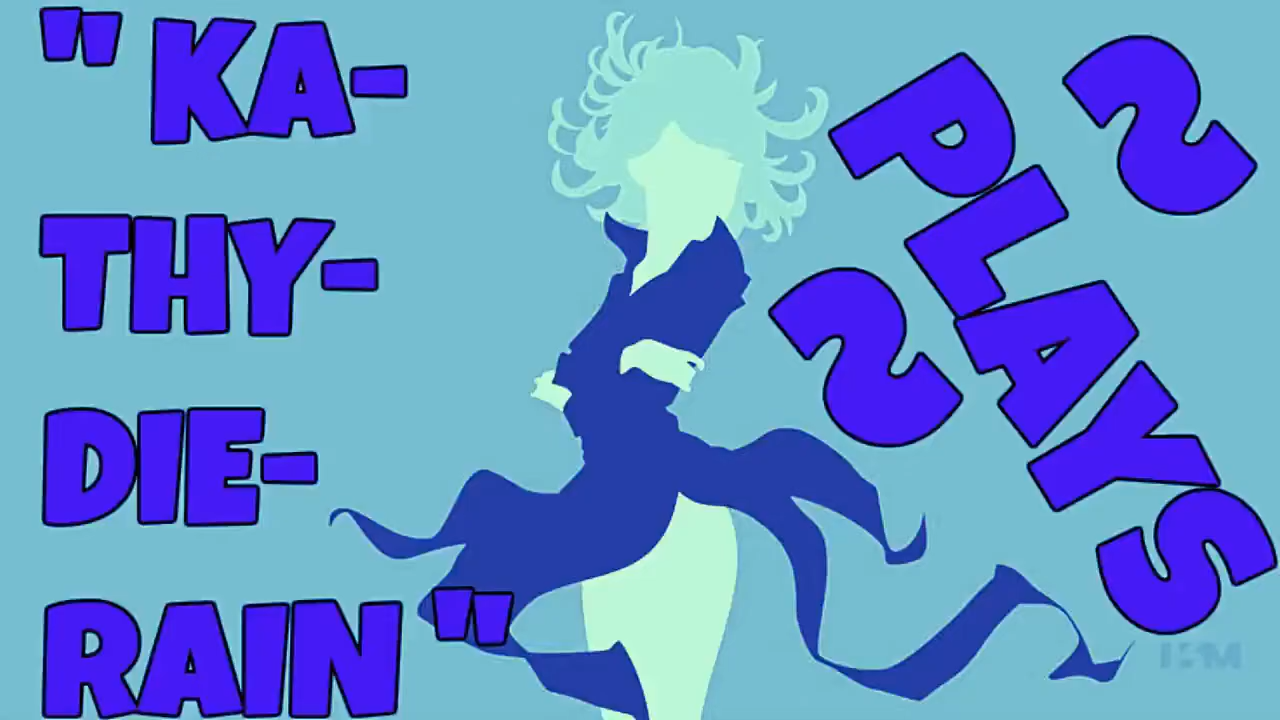 " KA-
THY-
DIE-
RAIN "
PLAYS